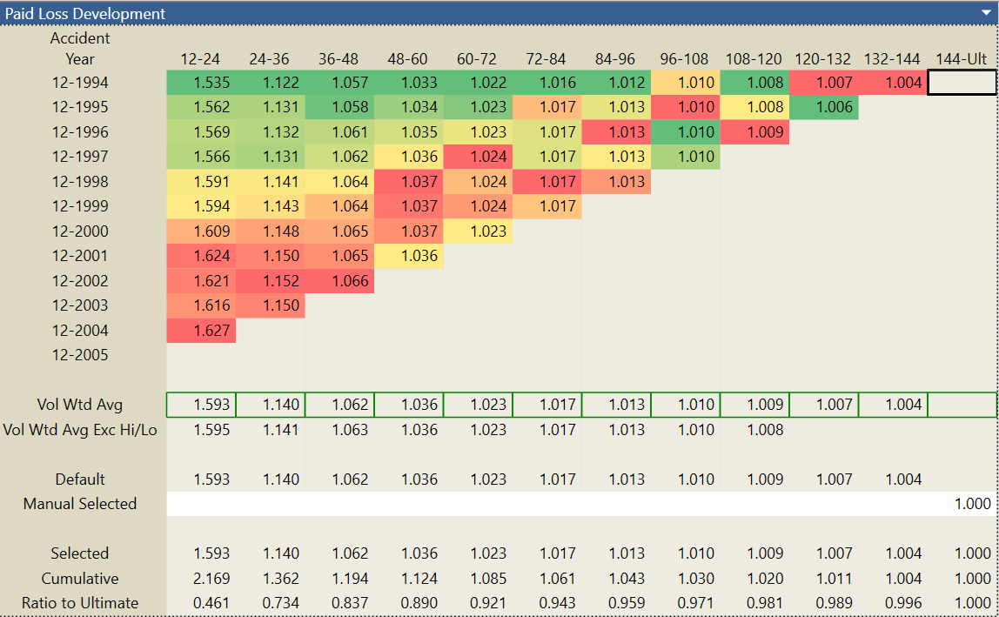 Paid Loss Development
Accident
Year 12-24 24-36 36-48 48-60 60-72 72-84 84-96 96-108 108-120 120-132 132-144 144-Ult
12-1994 1.535 1.122 1.057 1.033 1.022 1.016 1.012 1.010 1.008 1.007 1.004
12-1995 1.562 1.131 1.058 1.034 1.023 1.017 1.013 1.010 1.008 1.006
12-1996 1.569 1.132 1.061 1.035 1.023 1.017 1.013 1.010 1.009
12-1997 1.566 1.131 1.062 1.036 1.024 1.017 1.013 1.010
12-1998 1.591 1.141 1.064 1.037 1.024 1.017 1.013
12-1999 1.594 1.143 1.064 1.037 1.024 1.017
12-2000 1.609 1.148 1.065 1.037 1.023
12-2001 1.624 1.150 1.065 1.036
12-2002 1.621 1.152 1.066
12-2003 1.616 1.150
12-2004 1.627
12-2005
Vol Wtd Avg 1.593 1.140 1.062 1.036 1.023 1.017 1.013 1.010 1.009 1.007 1.004
Vol Wtd Avg Exc Hi/Lo 1.595 1.141 1.063 1.036 1.023 1.017 1.013 1.010 1.008
Default 1.593 1.140 1.062 1.036 1.023 1.017 1.013 1.010 1.009 1.007 1.004
Manual Selected 1.000
Selected 1.593 1.140 1.062 1.036 1.023 1.017 1.013 1.010 1.009 1.007 1.004 1.000
Cumulative 2.169 1.362 1.194 1.124 1.085 1.061 1.043 1.030 1.020 1.011 1.004 1.000
Ratio to Ultimate 0.461 0.734 0.837 0.890 0.921 0.943 0.959 0.971 0.981 0.989 0.996 1.000